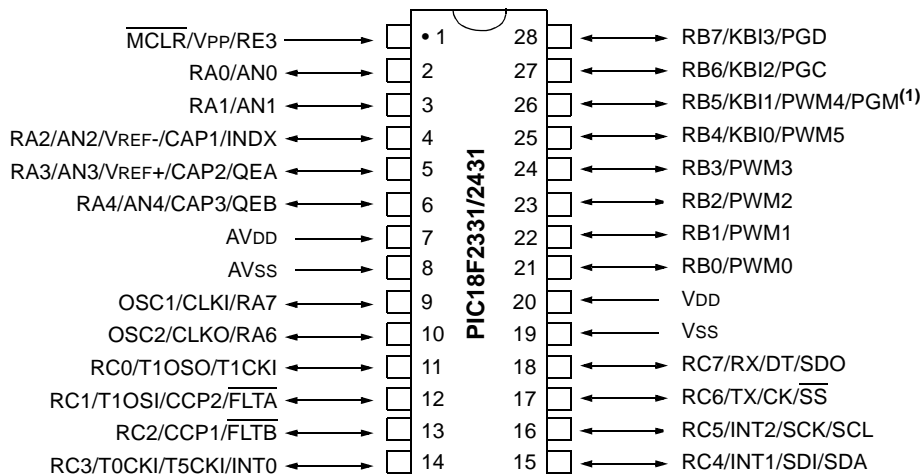 MCLR/VPP/RE3 • 1 28 RB7/KBI3/PGD
RA0/AN0 2 27 RB6/KBI2/PGC
RA1/AN1 3 26 RB5/KBI1/PWM4/PGM(1)
RA2/AN2/VREF-/CAP1/INDX 4 25 RB4/KBI0/PWM5
RA3/AN3/VREF+/CAP2/QEA 5 24 RB3/PWM3
RA4/AN4/CAP3/QEB 6 23 RB2/PWM2
AVDD 7 22 RB1/PWM1
AVSS 8 21 RB0/PWM0
OSC1/CLKI/RA7 9 20 VDD
OSC2/CLKO/RA6 10 19 VSS
RC0/T1OSO/T1CKI 11 18 RC7/RX/DT/SDO
RC1/T1OSI/CCP2/FLTA 12 17 RC6/TX/CK/SS
RC2/CCP1/FLTB 13 16 RC5/INT2/SCK/SCL
RC3/T0CKI/T5CKI/INT0 14 15 RC4/INT1/SDI/SDA
PIC18F2331/2431